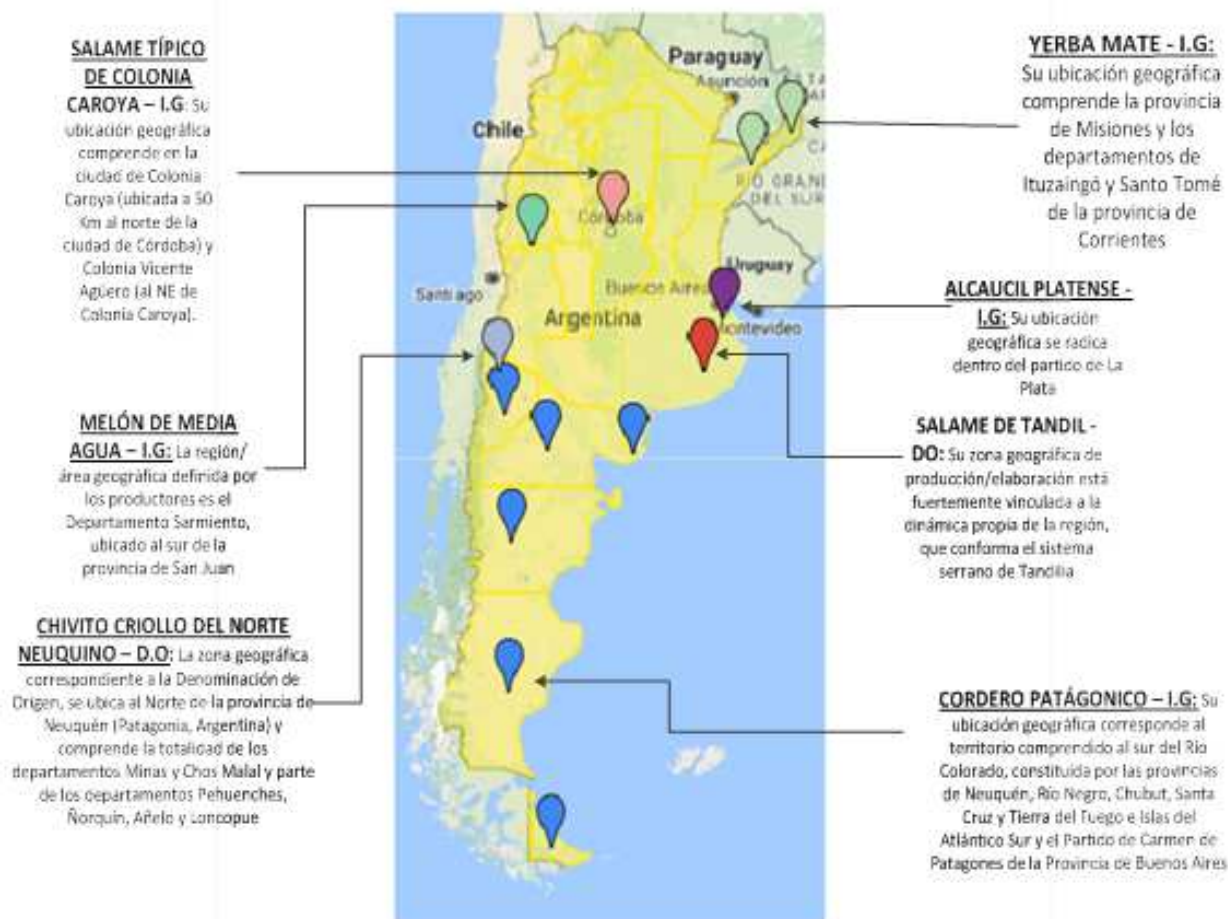 SALAME TÍPICO
DE COLONIA
CAROYA – I.G: Su
ubicación geográfica
comprende en la
ciudad de Colonia
Caroya (ubicada a 50
Km al norte de la
ciudad de Córdoba) y
Colonia Vicente
Agüero (al NE de
Colonia Caroya).
MELÓN DE MEDIA
AGUA – I.G: La región/
área geográfica definida por
los productores es el
Departamento Sarmiento,
ubicado al sur de la
provincia de San Juan
CHIVITO CRIOLLO DEL NORTE
NEUQUINO – D.O: La zona geográfica
correspondiente a la Denominación de
Origen, se ubica al Norte de la provincia de
Neuquén (Patagonia, Argentina) y
comprende la totalidad de los
departamentos Minas y Chos Malal y parte
de los departamentos Pehuenches,
Ñorquín, Añelo y Loncopue
Paraguay
Asunción
Chile
RIO GRANDE
DEL SUR
Córdoba
Uruguay
Santiago
Buenos Aires
Argentina
Montevideo
YERBA MATE - I.G:
Su ubicación geográfica
comprende la provincia
de Misiones y los
departamentos de
Ituzaingó y Santo Tomé
de la provincia de
Corrientes
ALCAUCIL PLATENSE -
I.G: Su ubicación
geográfica se radica
dentro del partido de La
Plata
SALAME DE TANDIL -
DO: Su zona geográfica de
producción/elaboración está
fuertemente vinculada a la
dinámica propia de la región,
que conforma el sistema
serrano de Tandilia
CORDERO PATÁGONICO – I.G: Su
ubicación geográfica corresponde al
territorio comprendido al sur del Río
Colorado, constituida por las provincias
de Neuquén, Río Negro, Chubut, Santa
Cruz y Tierra del Fuego e Islas del
Atlántico Sur y el Partido de Carmen de
Patagones de la Provincia de Buenos Aires